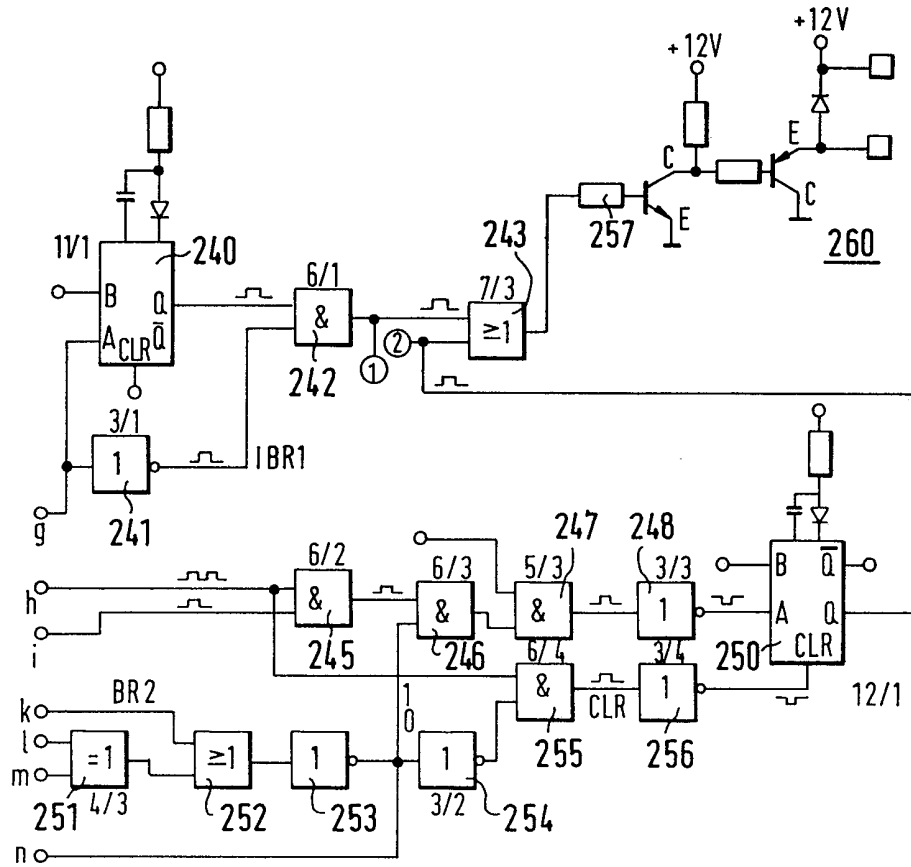 +12V
+12V
E
C
C
E
257
260
11/1
240
B
Q
A
Q̅
CLR
6/1
&
242
1
2
7/3
243
≥1
3/1
1
241
IBR1
g
h
i
6/2
&
245
6/3
&
246
5/3
247
&
3/3
248
1
B
Q̅
A
Q
250
CLR
12/1
6/4
&
255
CLR
3/4
1
256
1
0
BR2
k
l
m
=1
251
4/3
≥1
252
1
253
1
3/2
254
n